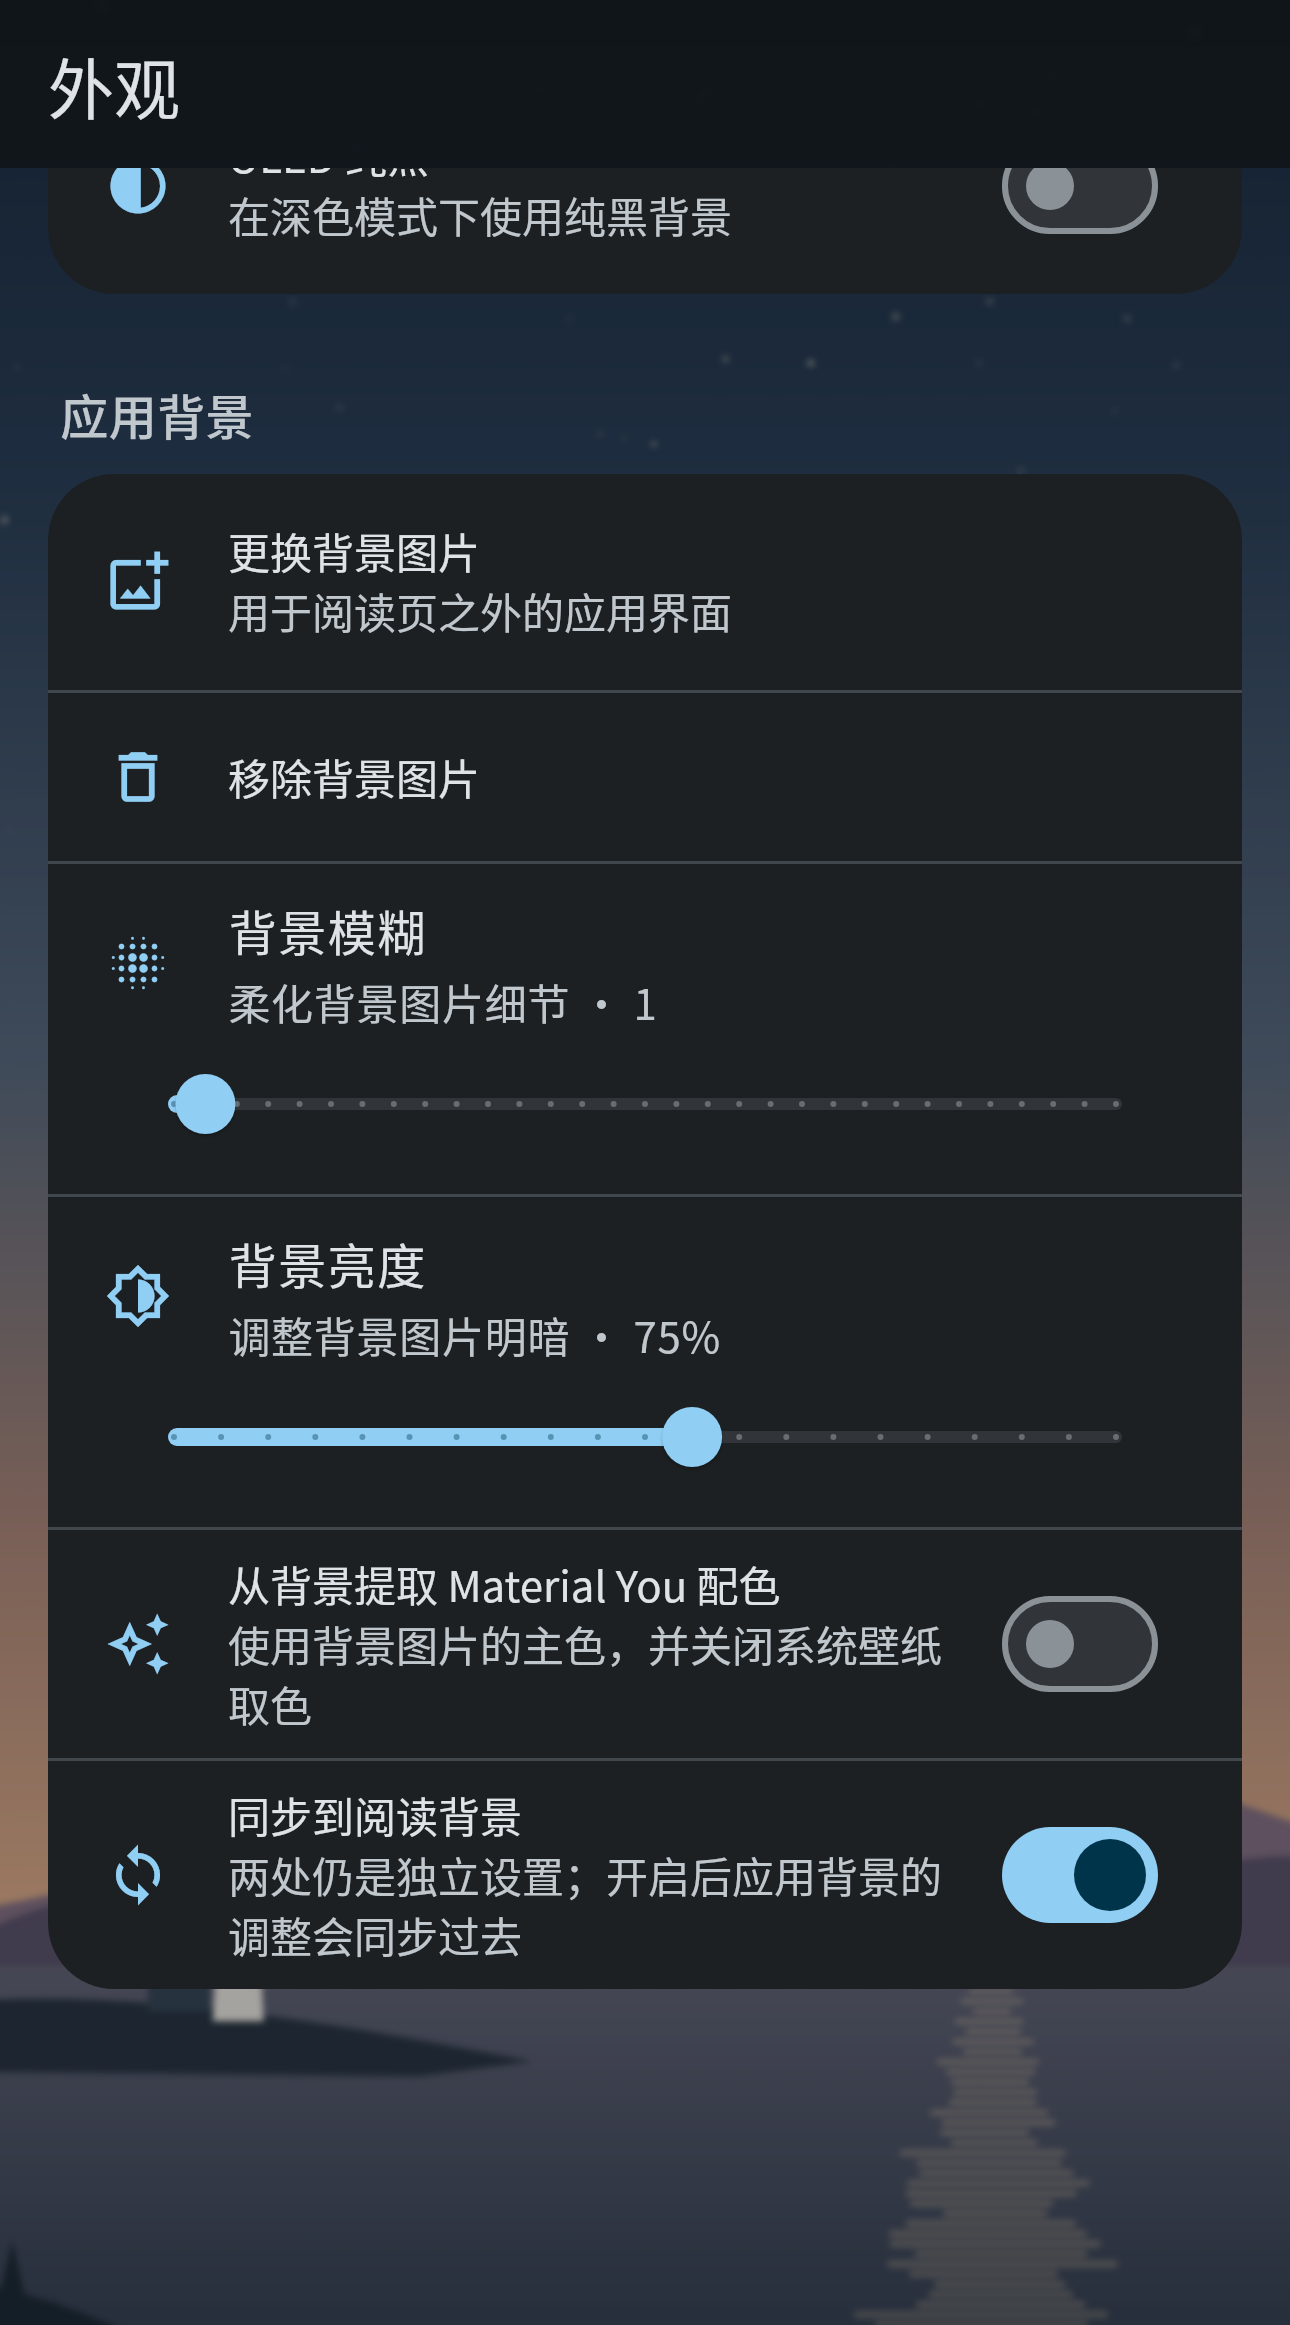 外观
OLED 纯黑
在深色模式下使用纯黑背景
应用背景
更换背景图片
用于阅读页之外的应用界面
移除背景图片
背景模糊
柔化背景图片细节 • 1
背景亮度
调整背景图片明暗 • 75%
从背景提取 Material You 配色
使用背景图片的主色，并关闭系统壁纸
取色
同步到阅读背景
两处仍是独立设置；开启后应用背景的
调整会同步过去